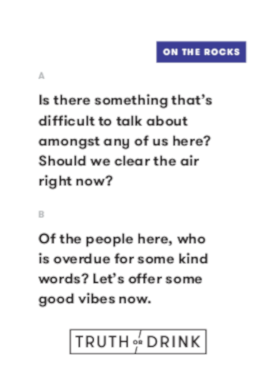 ON THE ROCKS
A
Is there something that's
difficult to talk about
amongst any of us here?
Should we clear the air
right now?
B
Of the people here, who
is overdue for some kind
words? Let's offer some
good vibes now.
TRUTH OR DRINK